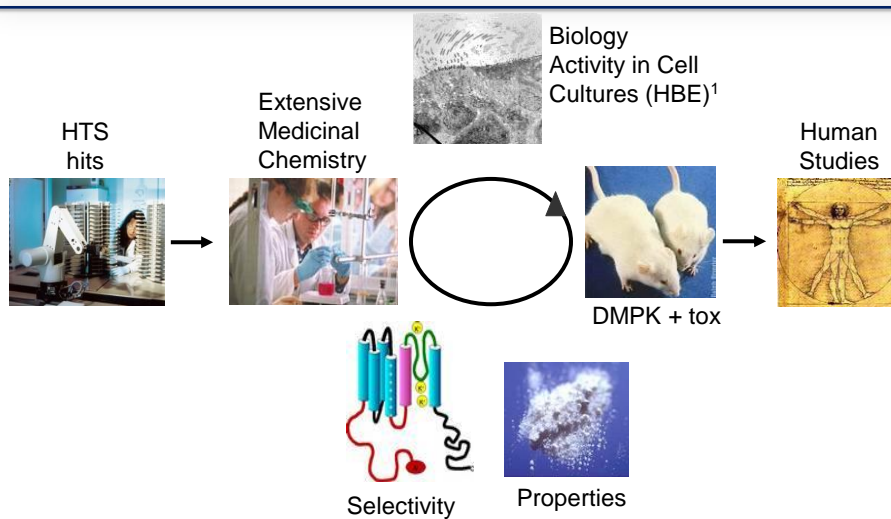 Biology
Activity in Cell
Cultures (HBE)1
HTS
hits
Extensive
Medicinal
Chemistry
Human
Studies
DMPK + tox
K+
K+
K+
Selectivity
Properties